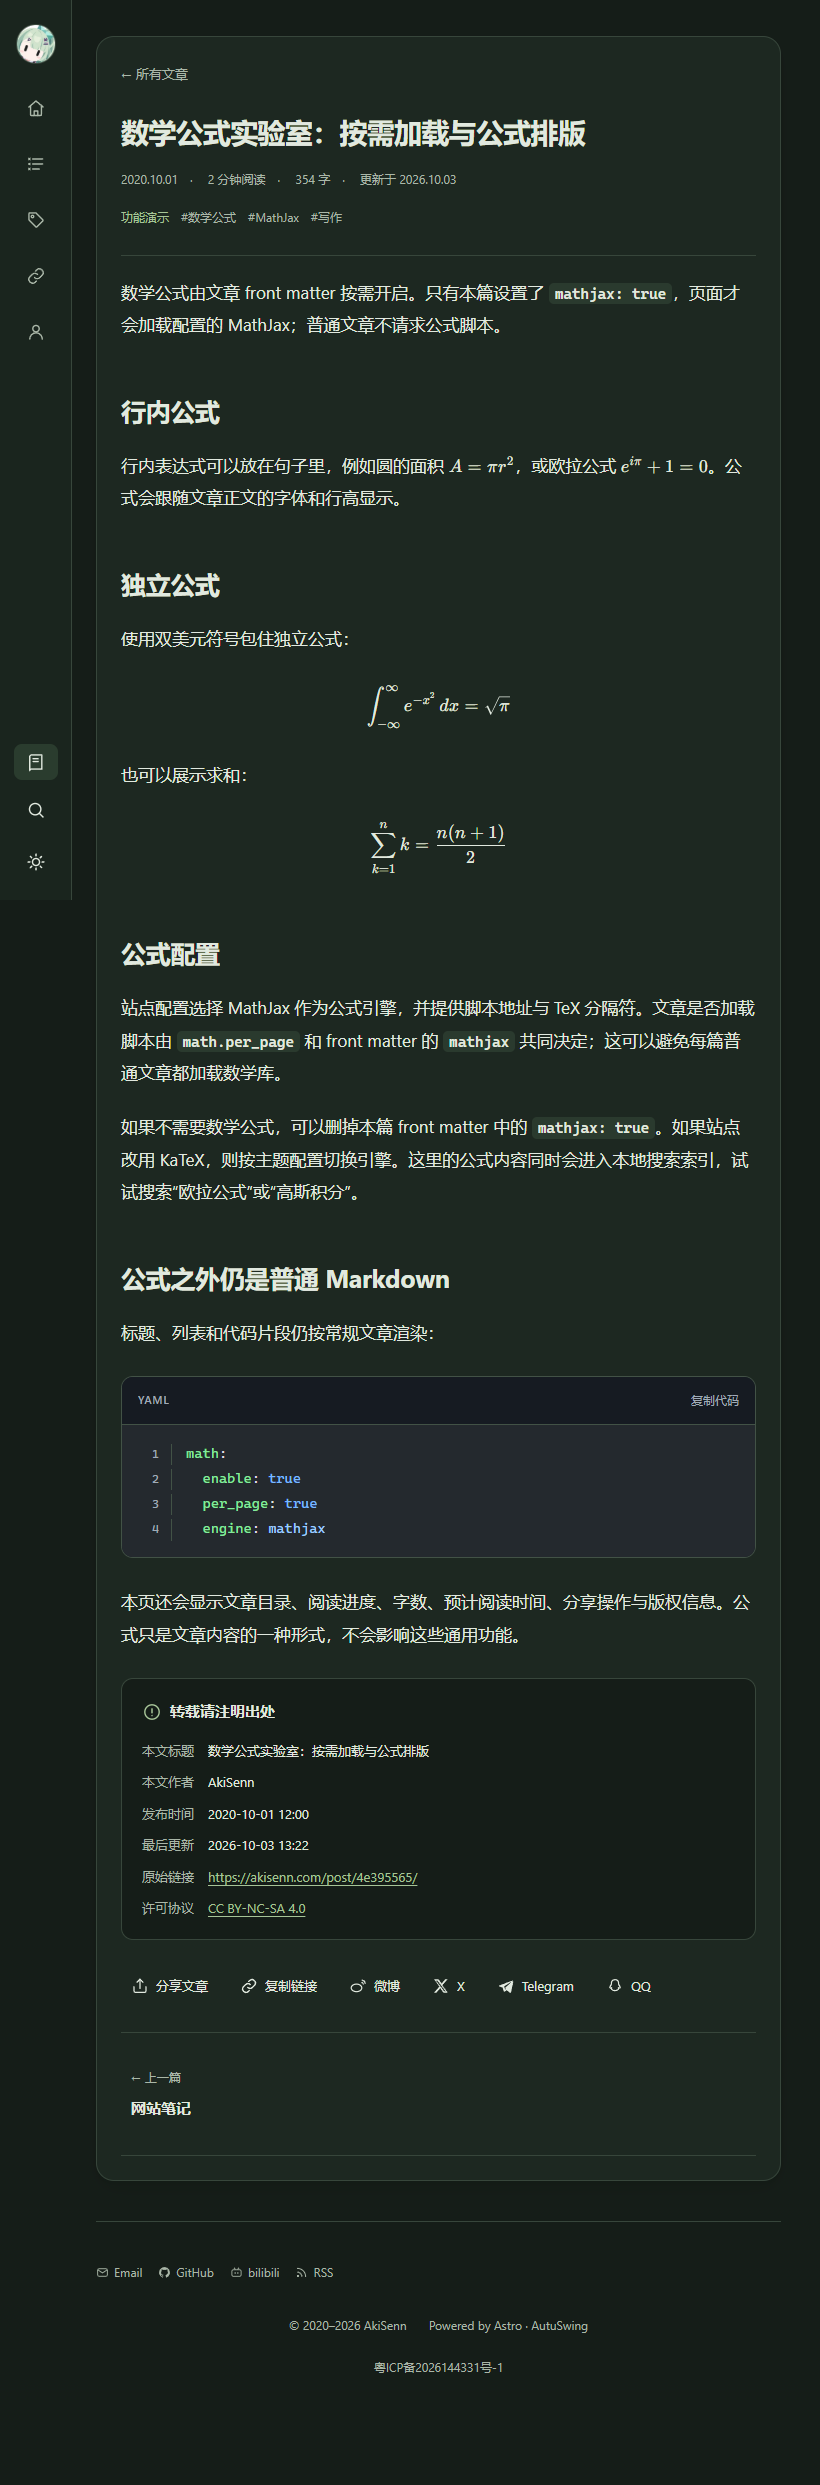 ← 所有文章
数学公式实验室：按需加载与公式排版
2020.10.01 · 2 分钟阅读 · 354 字 · 更新于 2026.10.03
功能演示 #数学公式 #MathJax #写作
数学公式由文章 front matter 按需开启。只有本篇设置了 mathjax: true，页面才
会加载配置的 MathJax；普通文章不请求公式脚本。
行内公式
行内表达式可以放在句子里，例如圆的面积 A = πr²，或欧拉公式 e^{iπ} + 1 = 0。公
式会跟随文章正文的字体和行高显示。
独立公式
使用双美元符号包住独立公式：
∫_{-∞}^{∞} e^{-x²} dx = √π
也可以展示求和：
∑_{k=1}^{n} k = n(n + 1)/2
公式配置
站点配置选择 MathJax 作为公式引擎，并提供脚本地址与 TeX 分隔符。文章是否加载
脚本由 math.per_page 和 front matter 的 mathjax 共同决定；这可以避免每篇普
通文章都加载数学库。
如果不需要数学公式，可以删掉本篇 front matter 中的 mathjax: true。如果站点
改用 KaTeX，则按主题配置切换引擎。这里的公式内容同时会进入本地搜索索引，试
试搜索“欧拉公式”或“高斯积分”。
公式之外仍是普通 Markdown
标题、列表和代码片段仍按常规文章渲染：
YAML 复制代码
1 math:
2   enable: true
3   per_page: true
4   engine: mathjax
本页还会显示文章目录、阅读进度、字数、预计阅读时间、分享操作与版权信息。公
式只是文章内容的一种形式，不会影响这些通用功能。
转载请注明出处
本文标题 数学公式实验室：按需加载与公式排版
本文作者 AkiSenn
发布时间 2020-10-01 12:00
最后更新 2026-10-03 13:22
原始链接 https://akisenn.com/post/4e395565/
许可协议 CC BY-NC-SA 4.0
分享文章 复制链接 微博 X Telegram QQ
← 上一篇
网站笔记
Email GitHub bilibili RSS
© 2020–2026 AkiSenn Powered by Astro · AutuSwing
粤ICP备2026144331号-1